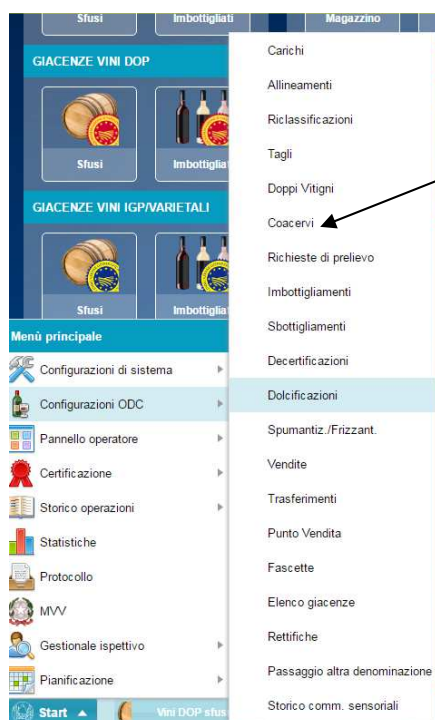 Sfusi
Imbottigliati
Magazzino
GIACENZE VINI DOP
Sfusi
Imbottiglia
GIACENZE VINI IGP/VARIETALI
Sfusi
Imbottiglia
Menù principale
Configurazioni di sistema
Configurazioni ODC
Pannello operatore
Certificazione
Storico operazioni
Statistiche
Protocollo
MVV
Gestionale ispettivo
Pianificazione
Start
Vini DOP sfus
Carichi
Allineamenti
Riclassificazioni
Tagli
Doppi Vitigni
Coacervi
Richieste di prelievo
Imbottigliamenti
Sbottigliamenti
Decertificazioni
Dolcificazioni
Spumantiz./Frizzant.
Vendite
Trasferimenti
Punto Vendita
Fascette
Elenco giacenze
Rettifiche
Passaggio altra denominazione
Storico comm. sensoriali